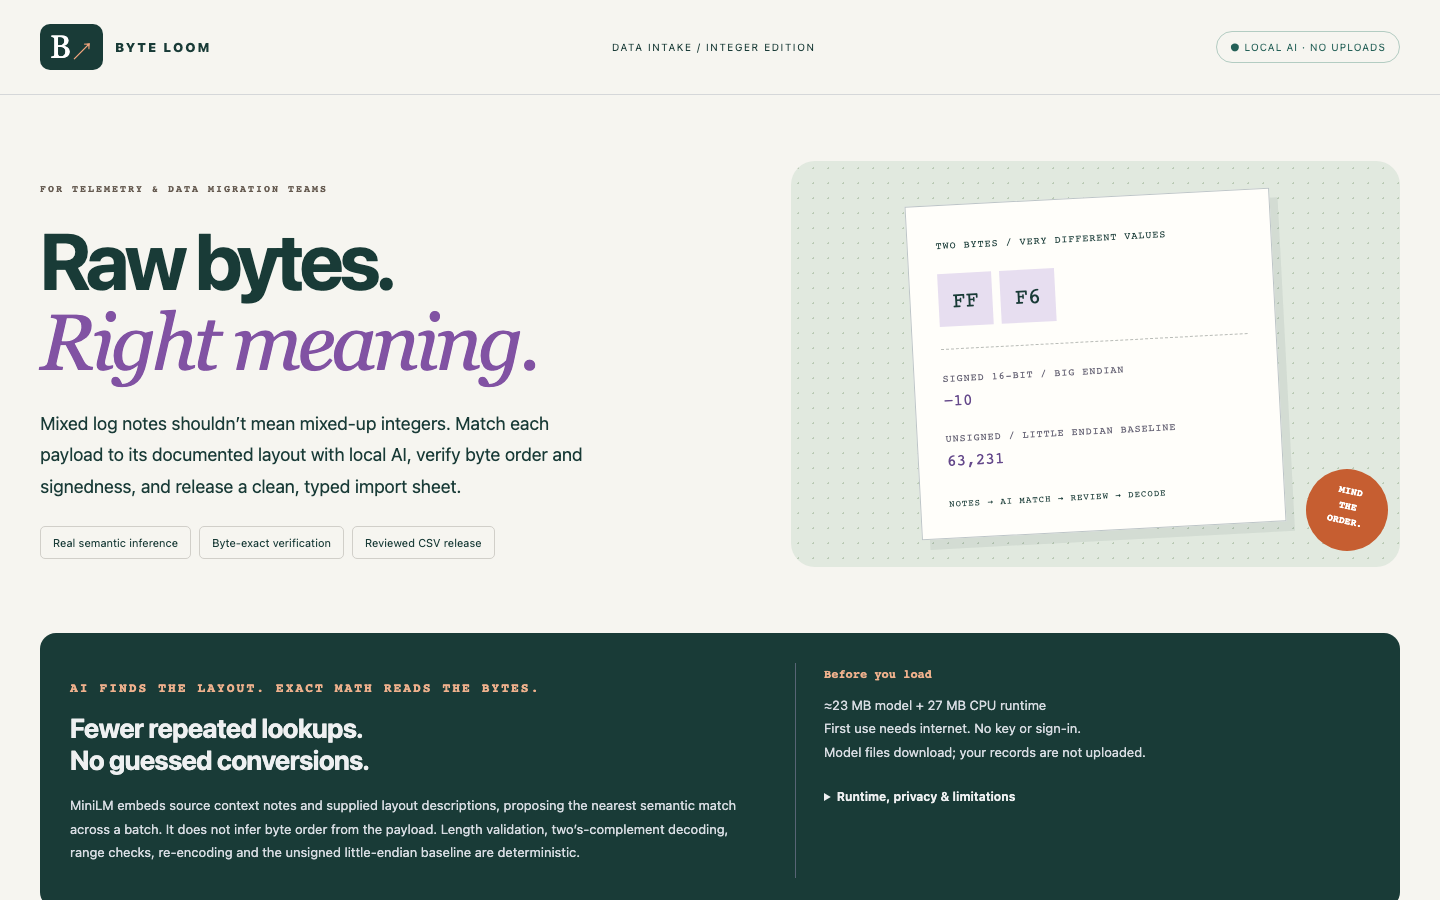 B↗ BYTE LOOM
DATA INTAKE / INTEGER EDITION
LOCAL AI · NO UPLOADS
FOR TELEMETRY & DATA MIGRATION TEAMS
Raw bytes.
Right meaning.
Mixed log notes shouldn’t mean mixed-up integers. Match each
payload to its documented layout with local AI, verify byte order and
signedness, and release a clean, typed import sheet.
Real semantic inference
Byte-exact verification
Reviewed CSV release
TWO BYTES / VERY DIFFERENT VALUES
FF F6
SIGNED 16-BIT / BIG ENDIAN
−10
UNSIGNED / LITTLE ENDIAN BASELINE
63,231
NOTES → AI MATCH → REVIEW → DECODE
MIND
THE
ORDER.
AI FINDS THE LAYOUT. EXACT MATH READS THE BYTES.
Fewer repeated lookups.
No guessed conversions.
MiniLM embeds source context notes and supplied layout descriptions, proposing the nearest semantic match
across a batch. It does not infer byte order from the payload. Length validation, two’s-complement decoding,
range checks, re-encoding and the unsigned little-endian baseline are deterministic.
Before you load
≈23 MB model + 27 MB CPU runtime
First use needs internet. No key or sign-in.
Model files download; your records are not uploaded.
▶ Runtime, privacy & limitations